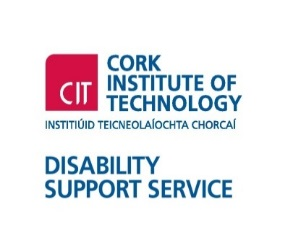 CIT
CORK
INSTITUTE OF
TECHNOLOGY
INSTITIÚID TEICNEOLAÍOCHTA CHORCAÍ
DISABILITY
SUPPORT SERVICE